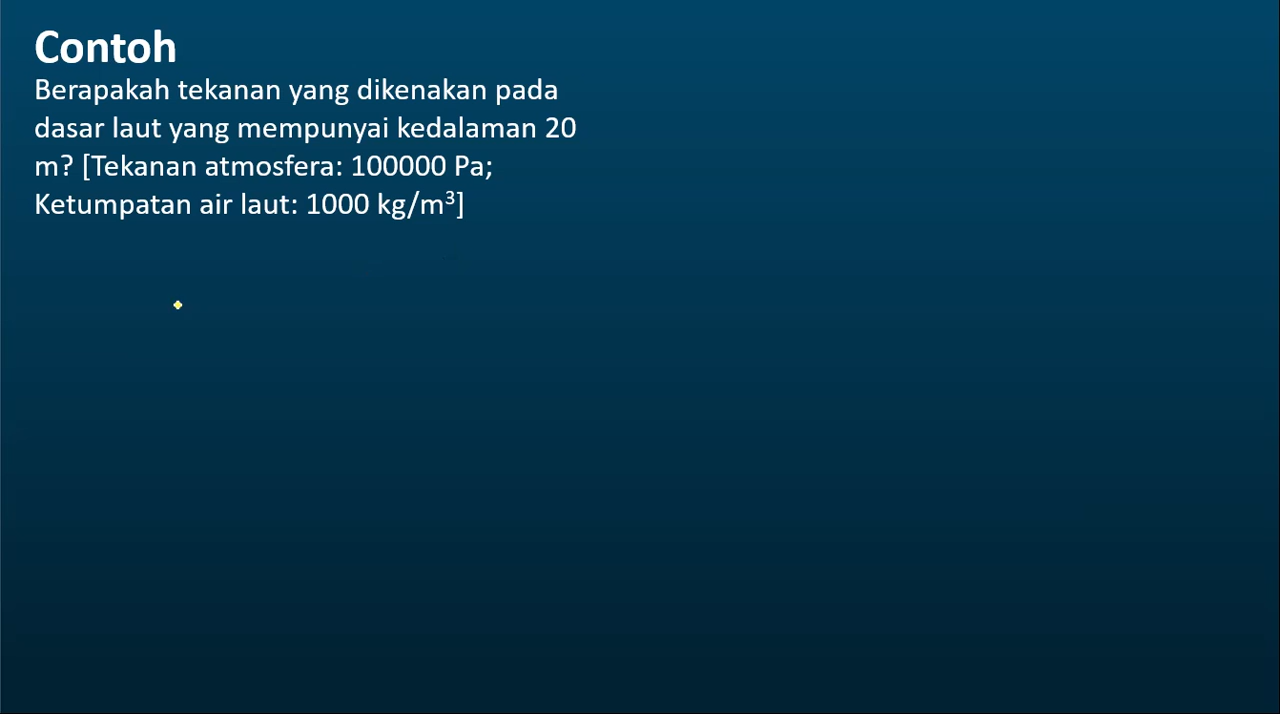 Contoh
Berapakah tekanan yang dikenakan pada
dasar laut yang mempunyai kedalaman 20
m? [Tekanan atmosfera: 100000 Pa;
Ketumpatan air laut: 1000 kg/m³]